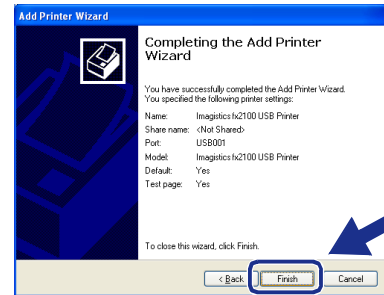 Add Printer Wizard
Completing the Add Printer
Wizard
You have successfully completed the Add Printer Wizard.
You specified the following printer settings:
Name: Imagistics fx2100 USB Printer
Share name: <Not Shared>
Port: USB001
Model: Imagistics fx2100 USB Printer
Default: Yes
Test page: Yes
To close this wizard, click Finish.
< Back Finish Cancel